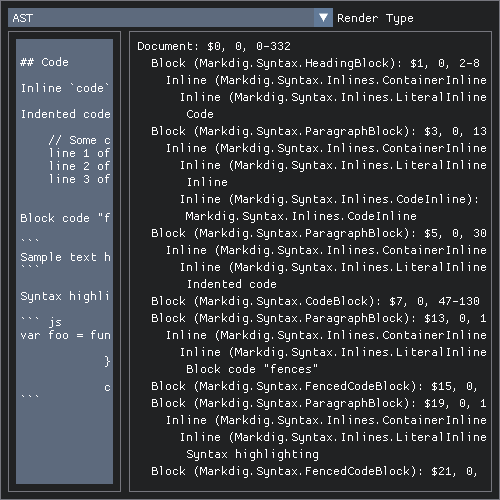 AST
Render Type
## Code
Inline `code`
Indented code
// Some c
line 1 of
line 2 of
line 3 of
Block code "f
```
Sample text h
```
Syntax highli
``` js
var foo = fun
}
c
```
Document: $0, 0, 0-332
Block (Markdig.Syntax.HeadingBlock): $1, 0, 2-8
Inline (Markdig.Syntax.Inlines.ContainerInline
Inline (Markdig.Syntax.Inlines.LiteralInline
Code
Block (Markdig.Syntax.ParagraphBlock): $3, 0, 13
Inline (Markdig.Syntax.Inlines.ContainerInline
Inline (Markdig.Syntax.Inlines.LiteralInline
Inline
Inline (Markdig.Syntax.Inlines.CodeInline):
Markdig.Syntax.Inlines.CodeInline
Block (Markdig.Syntax.ParagraphBlock): $5, 0, 30
Inline (Markdig.Syntax.Inlines.ContainerInline
Inline (Markdig.Syntax.Inlines.LiteralInline
Indented code
Block (Markdig.Syntax.CodeBlock): $7, 0, 47-130
Block (Markdig.Syntax.ParagraphBlock): $13, 0, 1
Inline (Markdig.Syntax.Inlines.ContainerInline
Inline (Markdig.Syntax.Inlines.LiteralInline
Block code "fences"
Block (Markdig.Syntax.FencedCodeBlock): $15, 0,
Block (Markdig.Syntax.ParagraphBlock): $19, 0, 1
Inline (Markdig.Syntax.Inlines.ContainerInline
Inline (Markdig.Syntax.Inlines.LiteralInline
Syntax highlighting
Block (Markdig.Syntax.FencedCodeBlock): $21, 0,